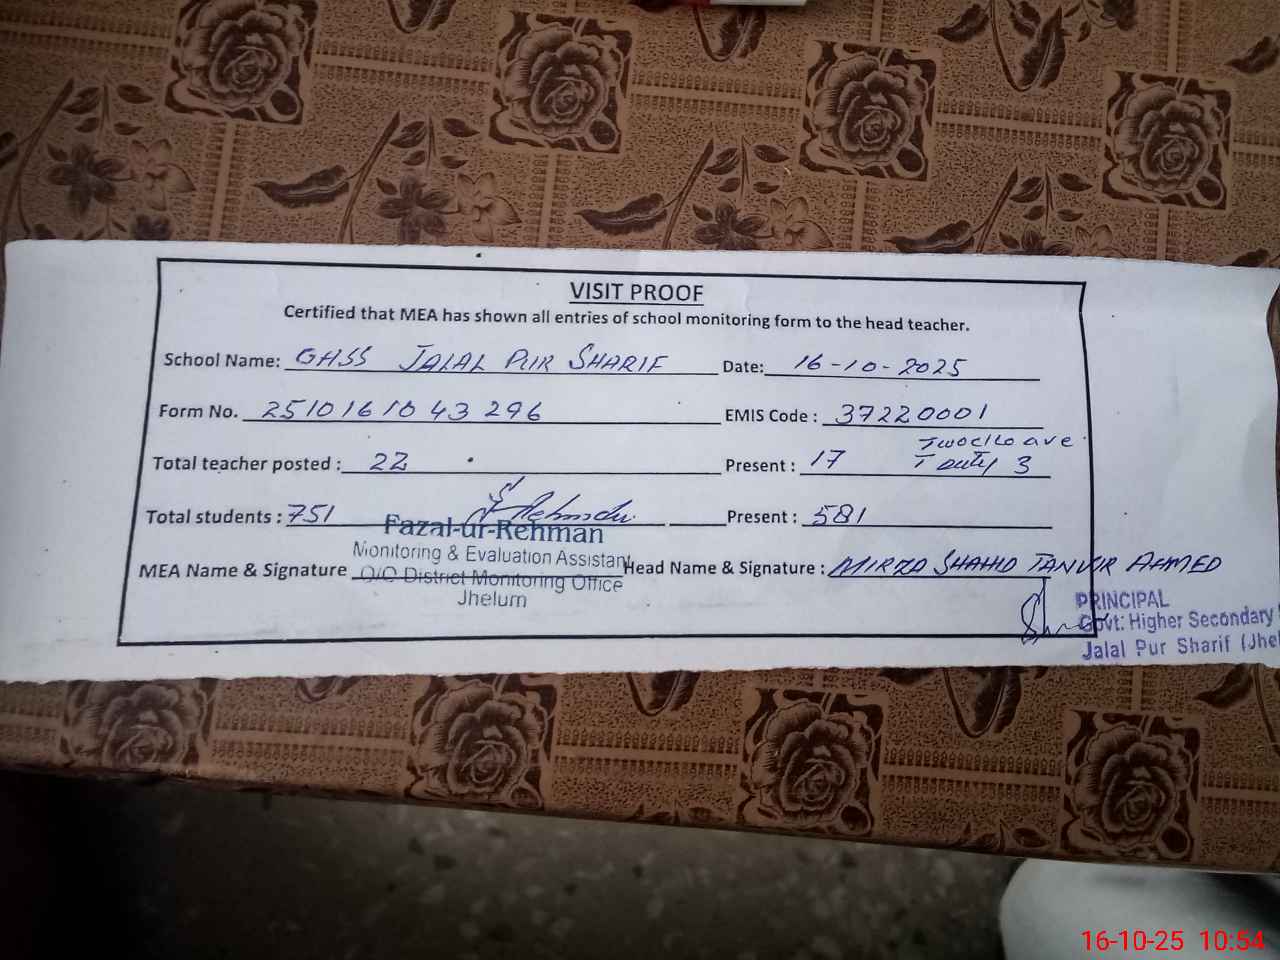 VISIT PROOF
Certified that MEA has shown all entries of school monitoring form to the head teacher.
School Name: GHSS JALAL PUR SHARIF Date: 16-10-2025
Form No. 25101610 43 296 EMIS Code : 37220001
Total teacher posted : 22 Present : 17 duty 3
Total students : 751 Present : 581
Fazal-ur-Rehman
Monitoring & Evaluation Assistant
MEA Name & Signature O/O District Monitoring Office Head Name & Signature : MIRZA SHAHID TANVIR AHMED
Jhelum
PRINCIPAL
Govt: Higher Secondary
Jalal Pur Sharif (Jhe
16-10-25 10:54